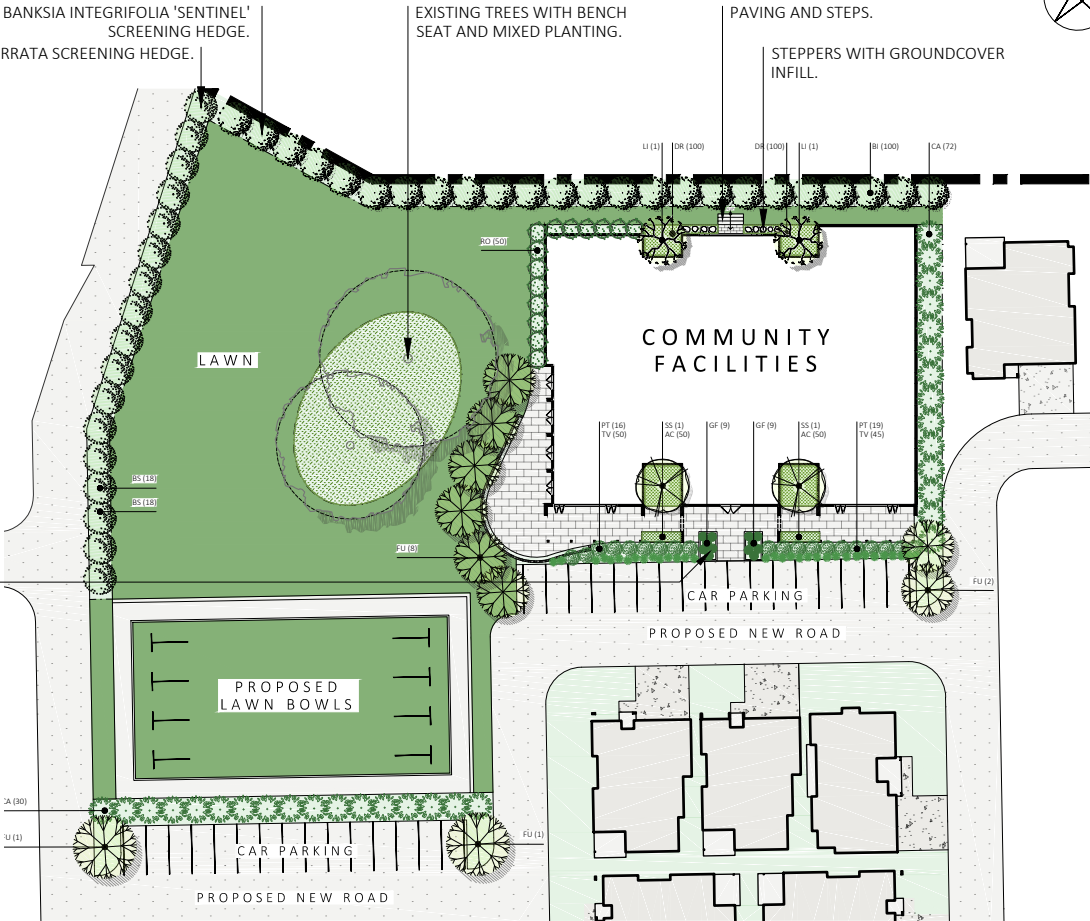 BANKSIA INTEGRIFOLIA 'SENTINEL'
SCREENING HEDGE.
RRATA SCREENING HEDGE.
EXISTING TREES WITH BENCH
SEAT AND MIXED PLANTING.
PAVING AND STEPS.
STEPPERS WITH GROUNDCOVER
INFILL.
LI (1)
DR (100)
DR (100)
LI (1)
BI (100)
CA (72)
RO (50)
COMMUNITY
FACILITIES
LAWN
PT (16)
TV (50)
SS (1)
AC (50)
GF (9)
GF (9)
SS (1)
AC (50)
PT (19)
TV (45)
BS (18)
BS (18)
FU (8)
FU (2)
CAR PARKING
PROPOSED NEW ROAD
PROPOSED
LAWN BOWLS
CA (30)
FU (1)
FU (1)
CAR PARKING
PROPOSED NEW ROAD